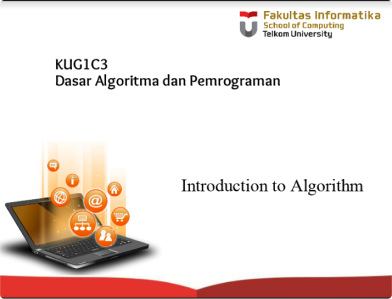 Fakultas Informatika
School of Computing
Telkom University
KUG1C3
Dasar Algoritma dan Pemrograman
Introduction to Algorithm